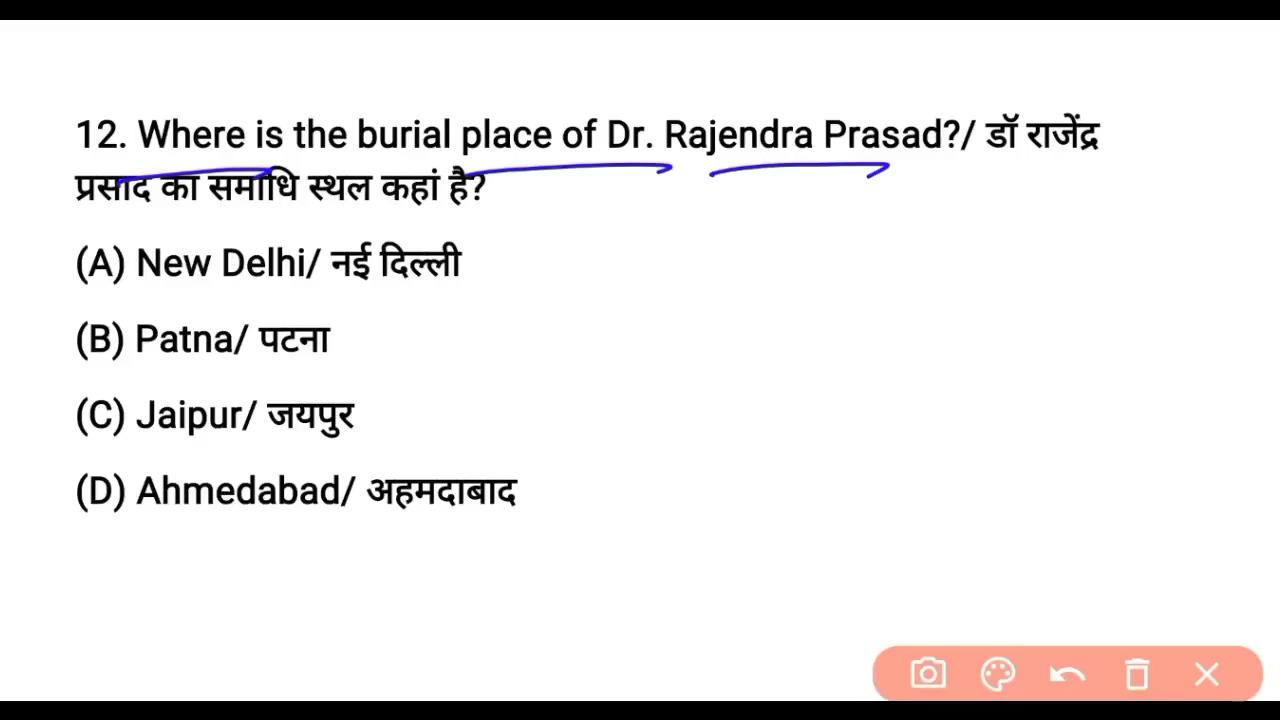 12. Where is the burial place of Dr. Rajendra Prasad?/ डॉ राजेंद्र
प्रसाद का समाधि स्थल कहां है?
(A) New Delhi/ नई दिल्ली
(B) Patna/ पटना
(C) Jaipur/ जयपुर
(D) Ahmedabad/ अहमदाबाद